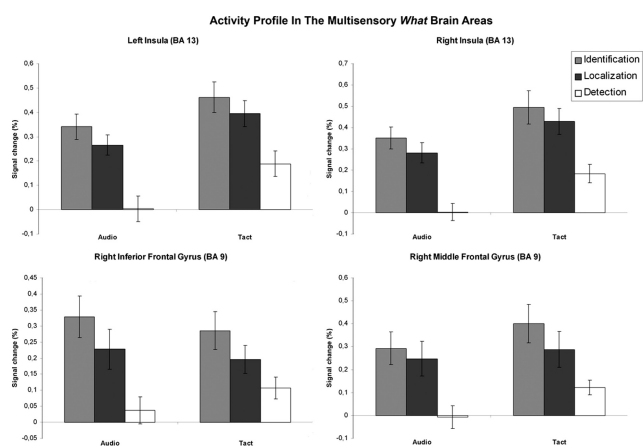 Activity Profile In The Multisensory What Brain Areas
Left Insula (BA 13)
Signal change (%)
0,6
0,5
0,4
0,3
0,2
0,1
0
-0,1
Audio
Tact
Right Insula (BA 13)
Signal change (%)
0,7
0,6
0,5
0,4
0,3
0,2
0,1
0
-0,1
Audio
Tact
Identification
Localization
Detection
Right Inferior Frontal Gyrus (BA 9)
Signal change (%)
0,45
0,4
0,35
0,3
0,25
0,2
0,15
0,1
0,05
0
-0,05
Audio
Tact
Right Middle Frontal Gyrus (BA 9)
Signal change (%)
0,6
0,5
0,4
0,3
0,2
0,1
0
-0,1
Audio
Tact